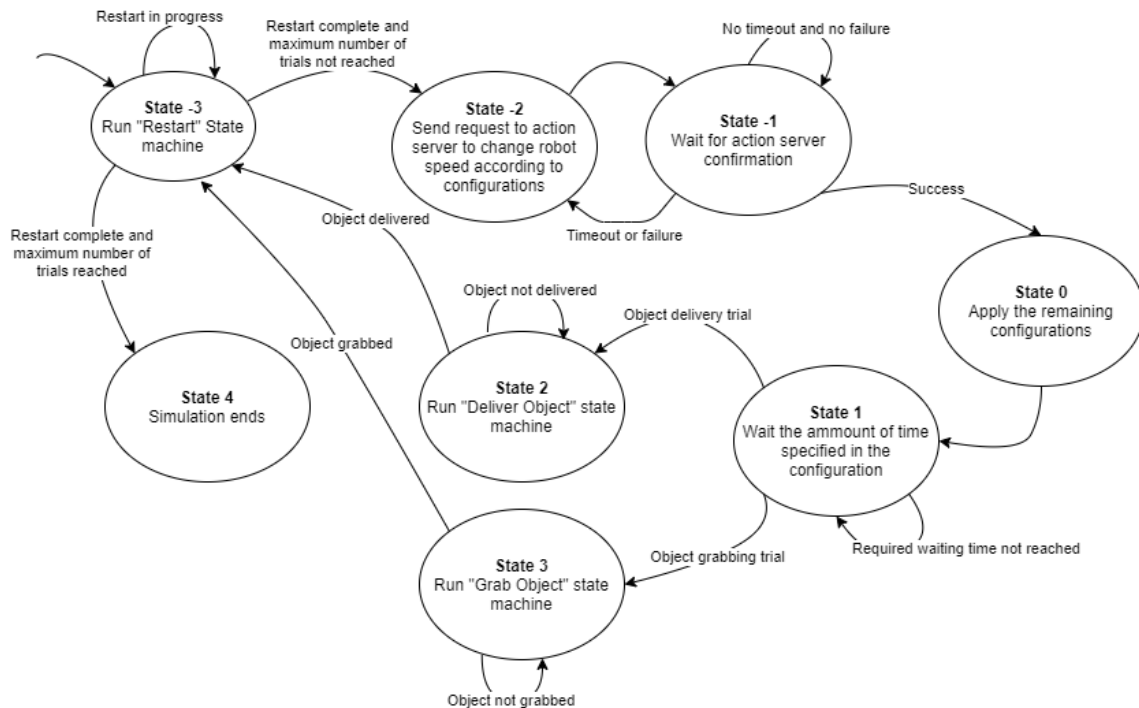 Restart in progress
Restart complete and
maximum number of
trials not reached
No timeout and no failure
State -3
Run "Restart" State
machine
State -2
Send request to action
server to change robot
speed according to
configurations
State -1
Wait for action server
confirmation
Success
Object delivered
Timeout or failure
Restart complete and
maximum number of
trials reached
State 0
Apply the remaining
configurations
Object not delivered
Object delivery trial
Object grabbed
State 4
Simulation ends
State 2
Run "Deliver Object" state
machine
State 1
Wait the ammount of time
specified in the
configuration
Object grabbing trial
Required waiting time not reached
State 3
Run "Grab Object" state
machine
Object not grabbed